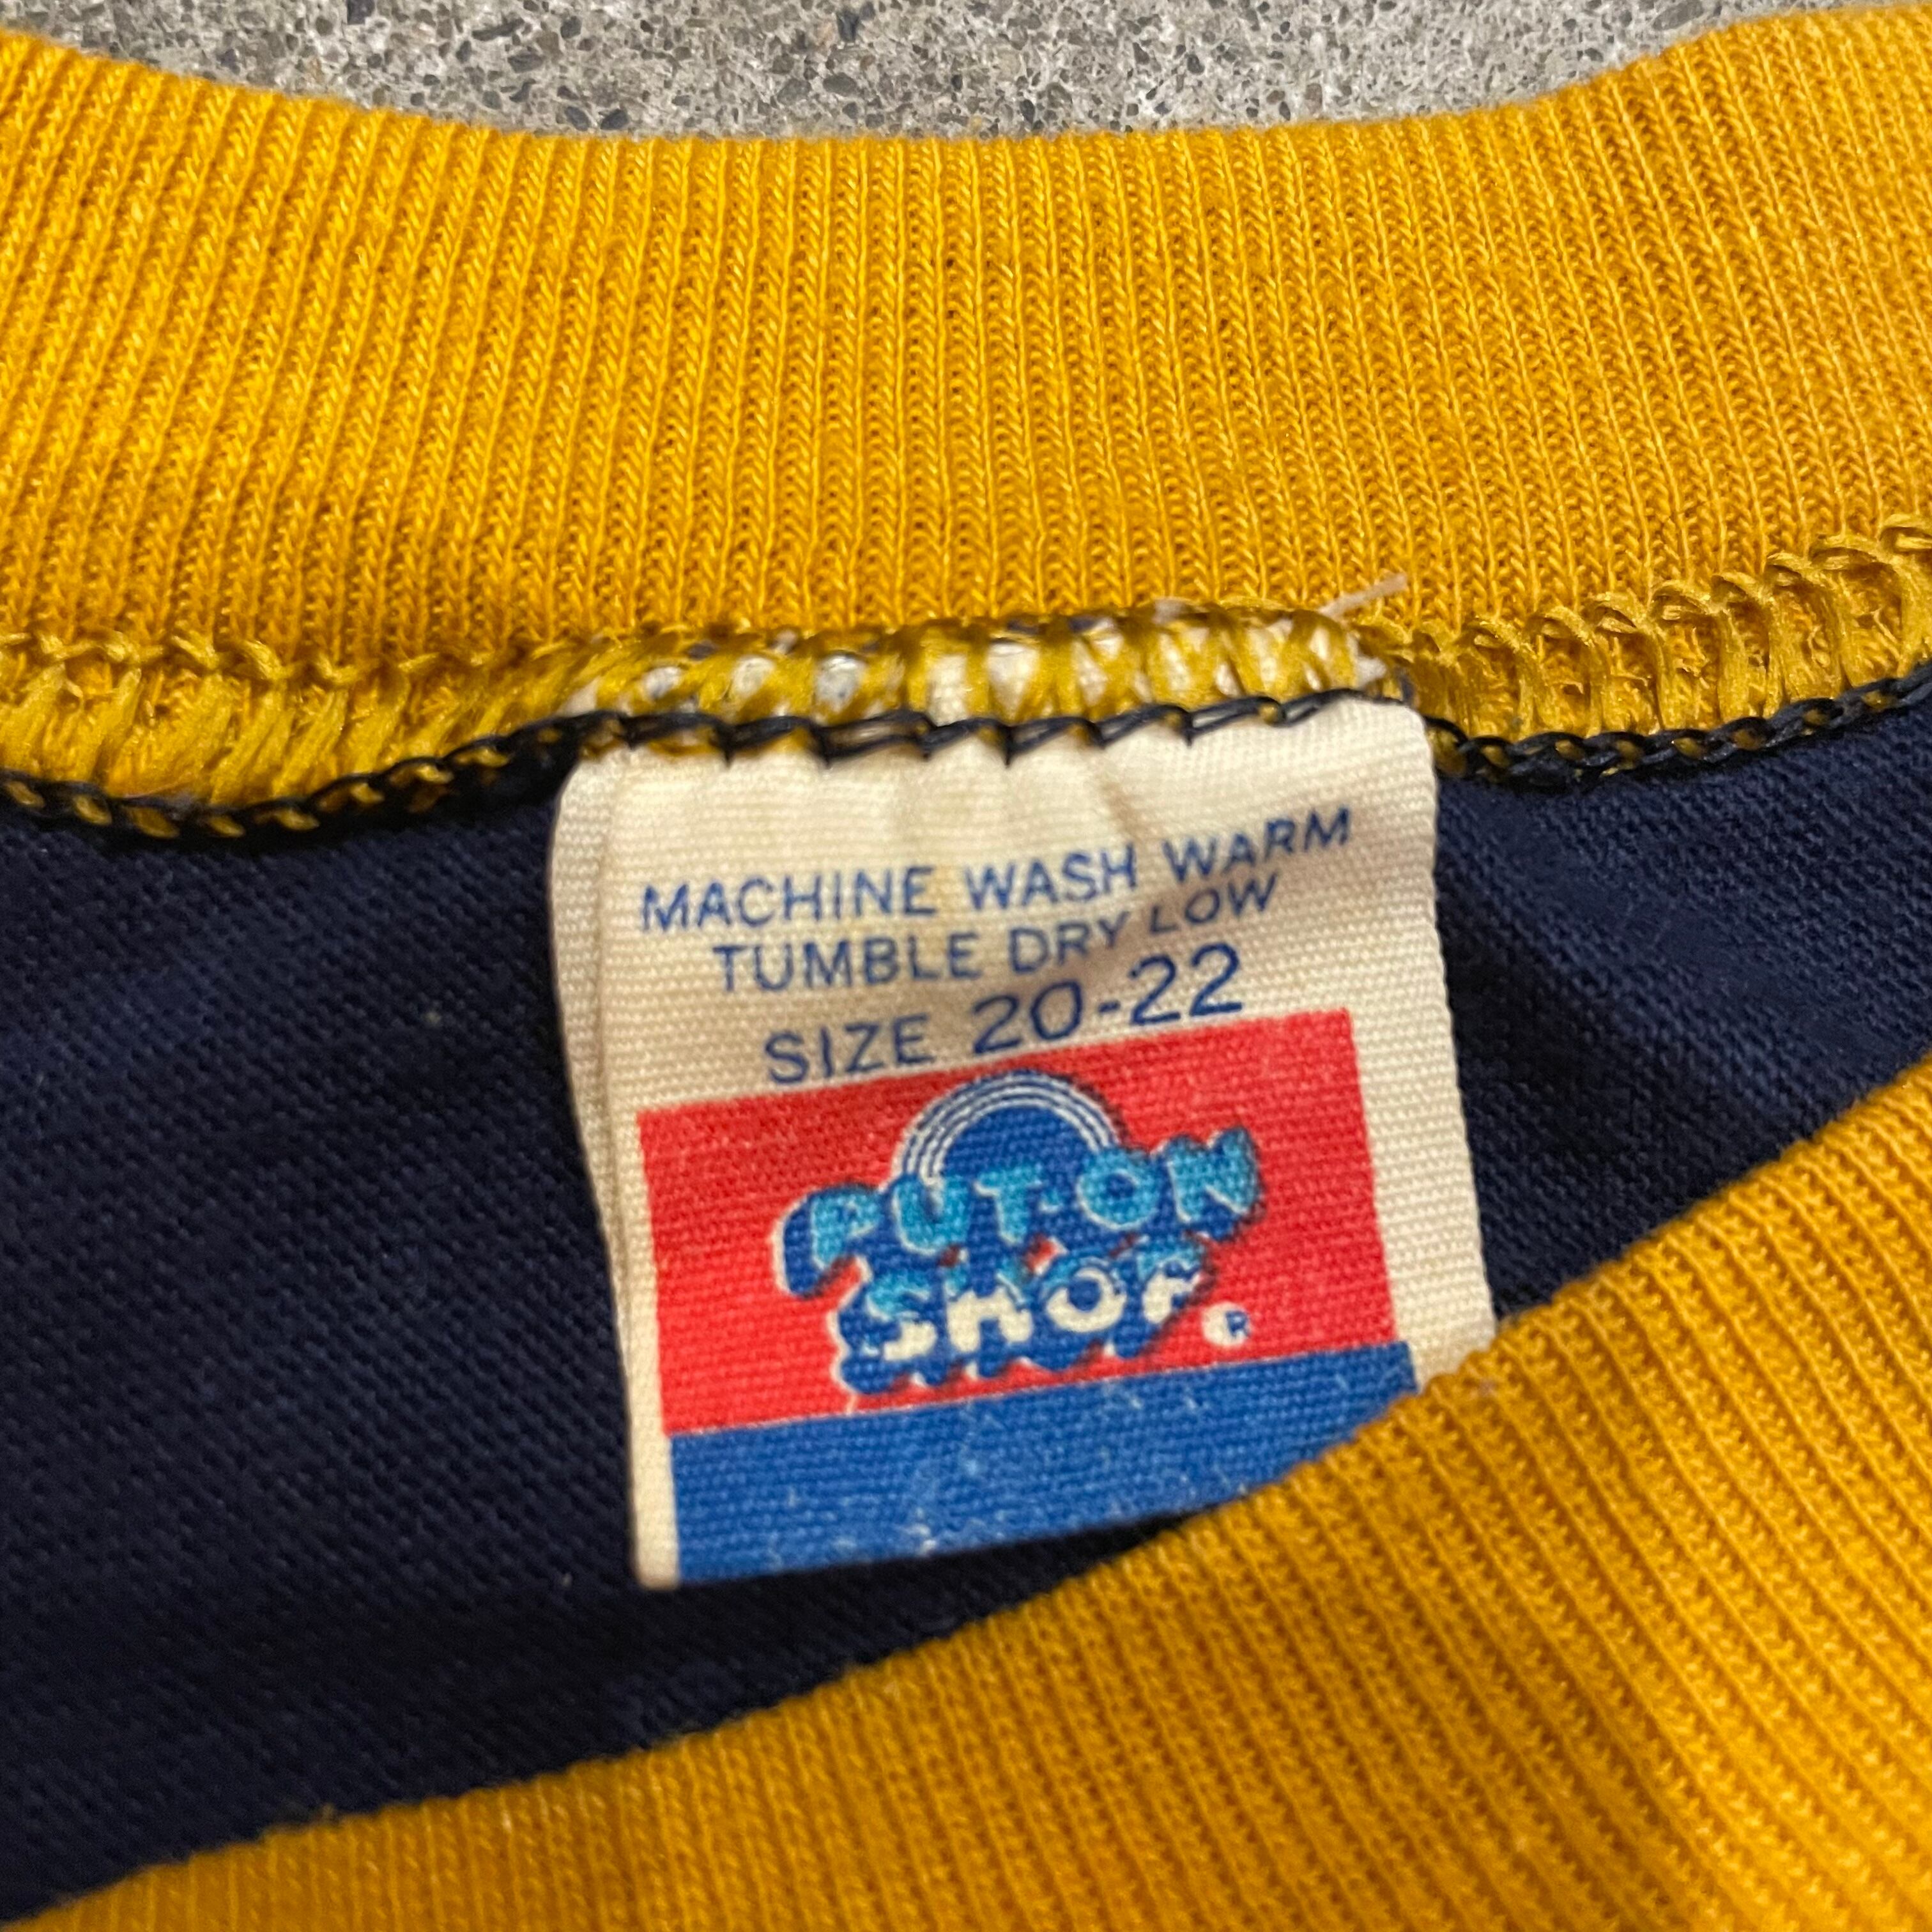 MACHINE WASH WARM
TUMBLE DRY LOW
SIZE 20-22
PUT-ON
SHOP®